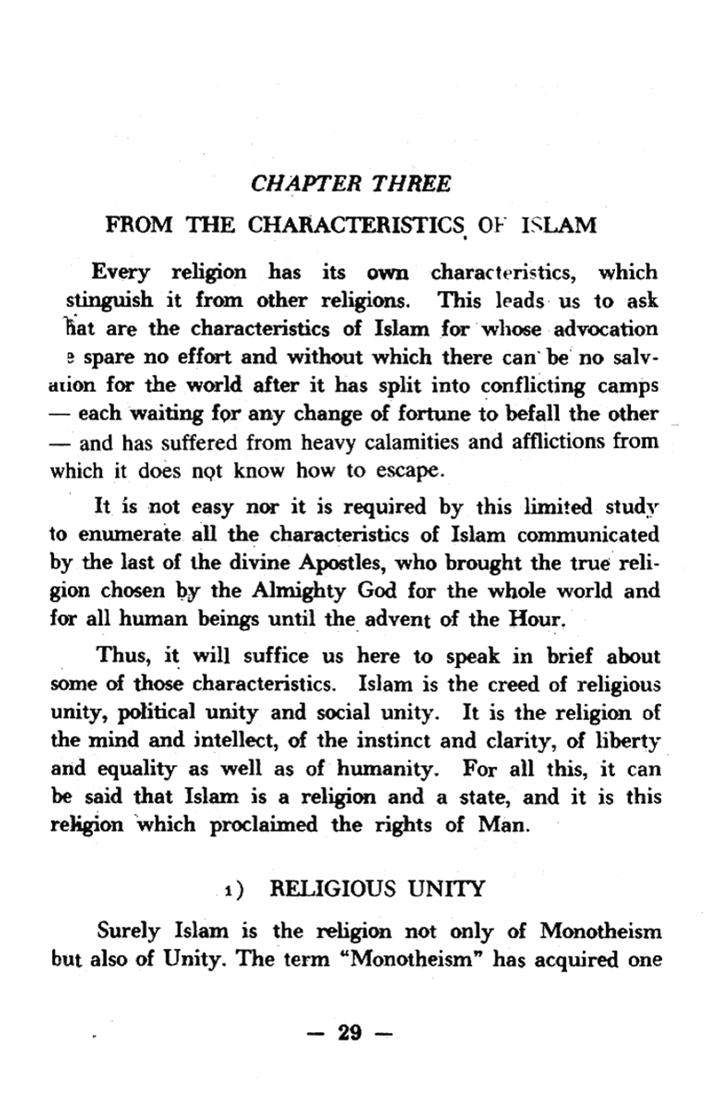 CHAPTER THREE
FROM THE CHARACTERISTICS OF ISLAM
Every religion has its own characteristics, which
stinguish it from other religions. This leads us to ask
hat are the characteristics of Islam for whose advocation
e spare no effort and without which there can be no salv-
ation for the world after it has split into conflicting camps
— each waiting for any change of fortune to befall the other
— and has suffered from heavy calamities and afflictions from
which it does not know how to escape.
It is not easy nor it is required by this limited study
to enumerate all the characteristics of Islam communicated
by the last of the divine Apostles, who brought the true reli-
gion chosen by the Almighty God for the whole world and
for all human beings until the advent of the Hour.
Thus, it will suffice us here to speak in brief about
some of those characteristics. Islam is the creed of religious
unity, political unity and social unity. It is the religion of
the mind and intellect, of the instinct and clarity, of liberty
and equality as well as of humanity. For all this, it can
be said that Islam is a religion and a state, and it is this
religion which proclaimed the rights of Man.
1) RELIGIOUS UNITY
Surely Islam is the religion not only of Monotheism
but also of Unity. The term “Monotheism” has acquired one
— 29 —